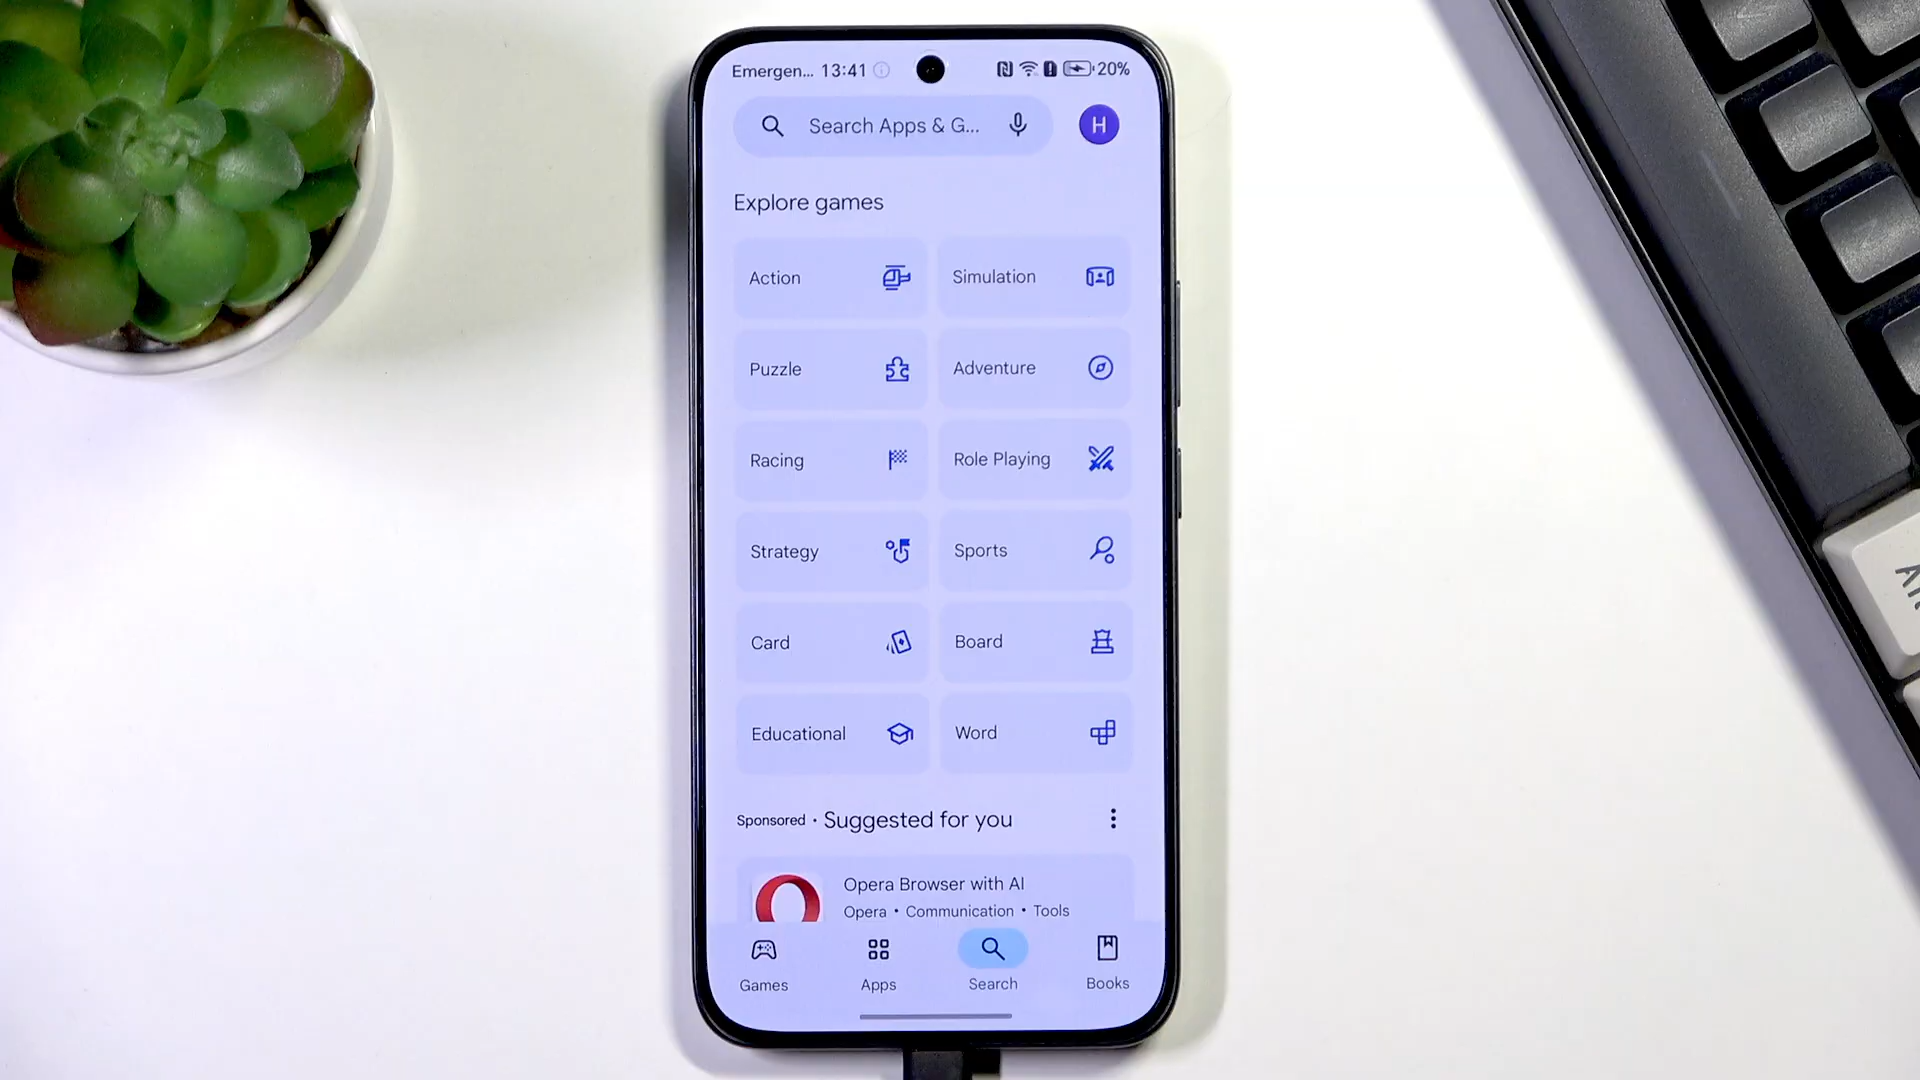 Emergen... 13:41 20%
Search Apps & G...
H
Explore games
Action Simulation
Puzzle Adventure
Racing Role Playing
Strategy Sports
Card Board
Educational Word
Sponsored • Suggested for you
Opera Browser with AI
Opera • Communication • Tools
Games Apps Search Books